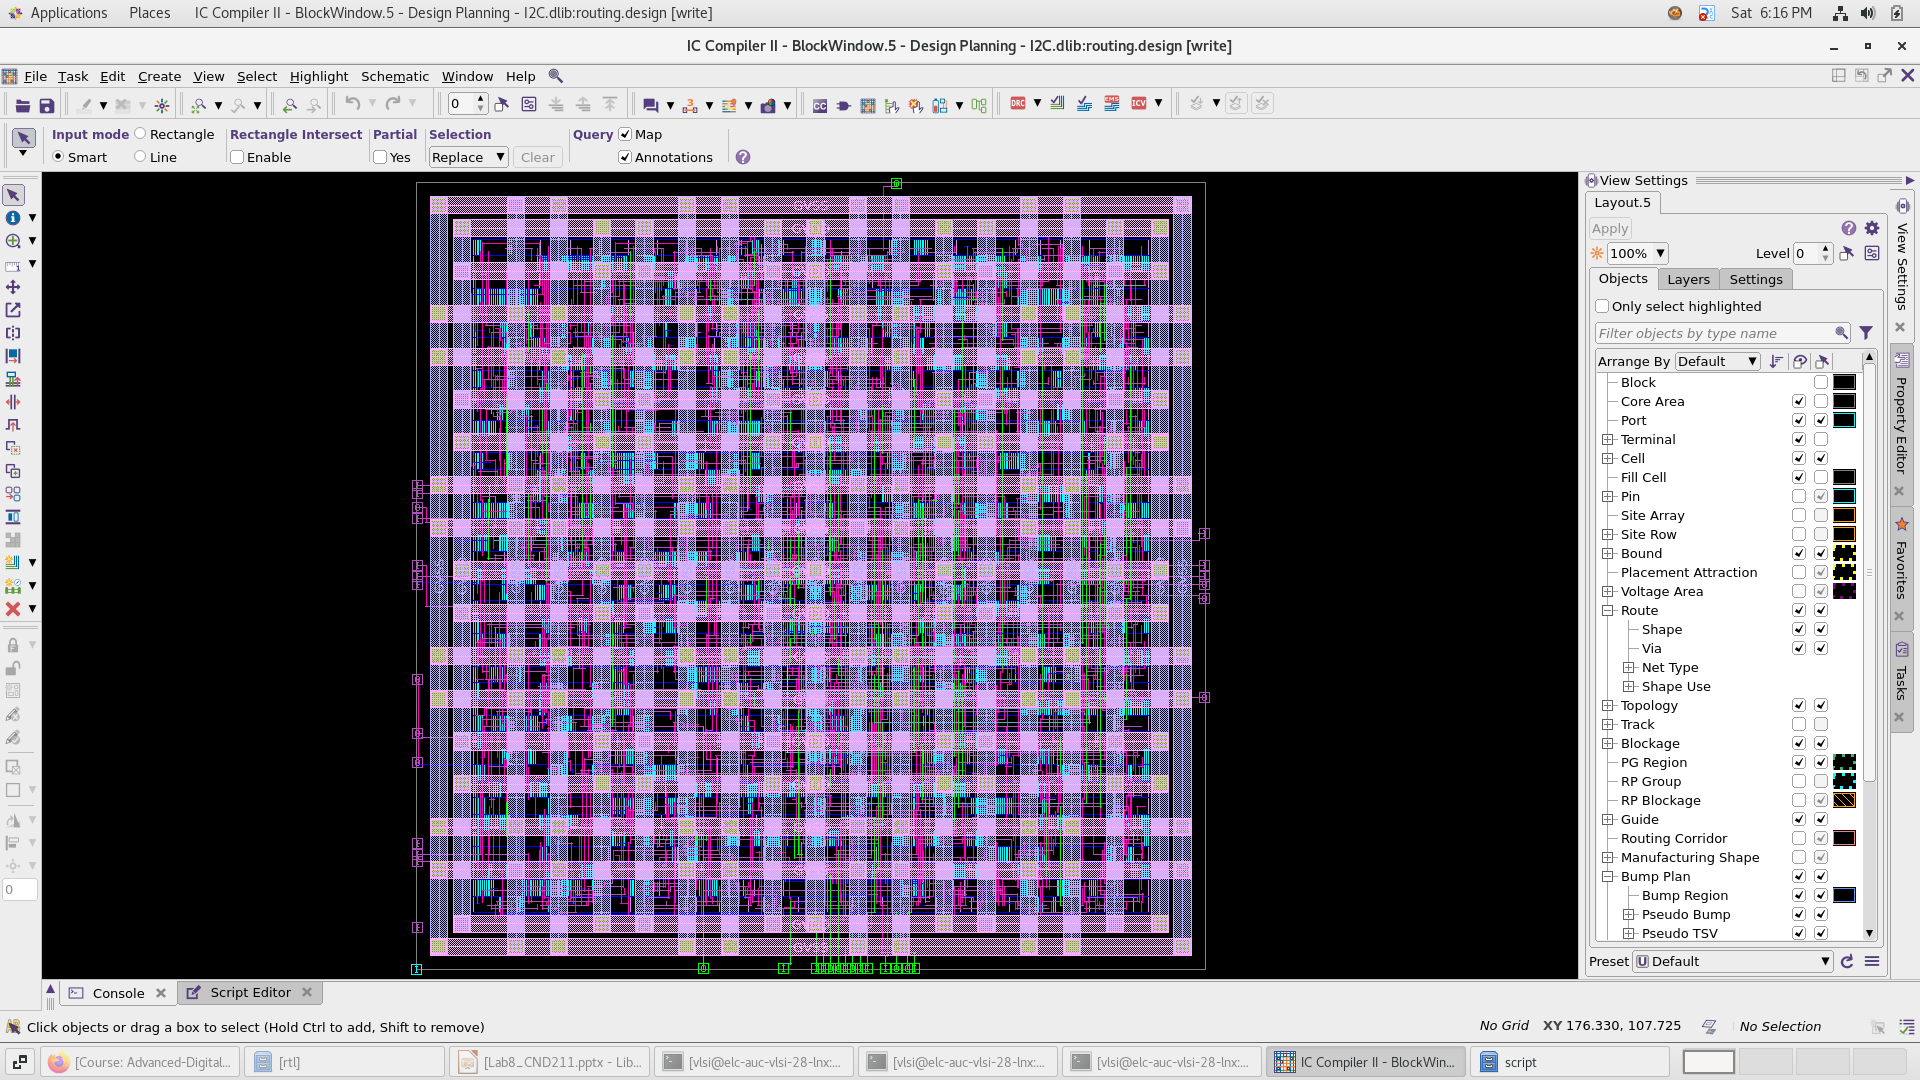 Applications Places IC Compiler II - BlockWindow.5 - Design Planning - I2C.dlib:routing.design [write] Sat 6:16 PM
IC Compiler II - BlockWindow.5 - Design Planning - I2C.dlib:routing.design [write]
File Task Edit Create View Select Highlight Schematic Window Help
0 DRC ICV
Input mode Rectangle Rectangle Intersect Partial Selection Query Map
Smart Line Enable Yes Replace Clear Annotations
View Settings
Layout.5
Apply
100% Level 0
Objects Layers Settings
Only select highlighted
Filter objects by type name
Arrange By Default
Block
Core Area
Port
Terminal
Cell
Fill Cell
Pin
Site Array
Site Row
Bound
Placement Attraction
Voltage Area
Route
Shape
Via
Net Type
Shape Use
Topology
Track
Blockage
PG Region
RP Group
RP Blockage
Guide
Routing Corridor
Manufacturing Shape
Bump Plan
Bump Region
Pseudo Bump
Pseudo TSV
Preset Default
View Settings
Property Editor
Favorites
Tasks
0
Console Script Editor
Click objects or drag a box to select (Hold Ctrl to add, Shift to remove) No Grid XY 176.330, 107.725 No Selection
[Course: Advanced-Digital... [rtl] [Lab8_CND211.pptx - Lib... [vlsi@elc-auc-vlsi-28-lnx:... [vlsi@elc-auc-vlsi-28-lnx:... [vlsi@elc-auc-vlsi-28-lnx:... IC Compiler II - BlockWin... script